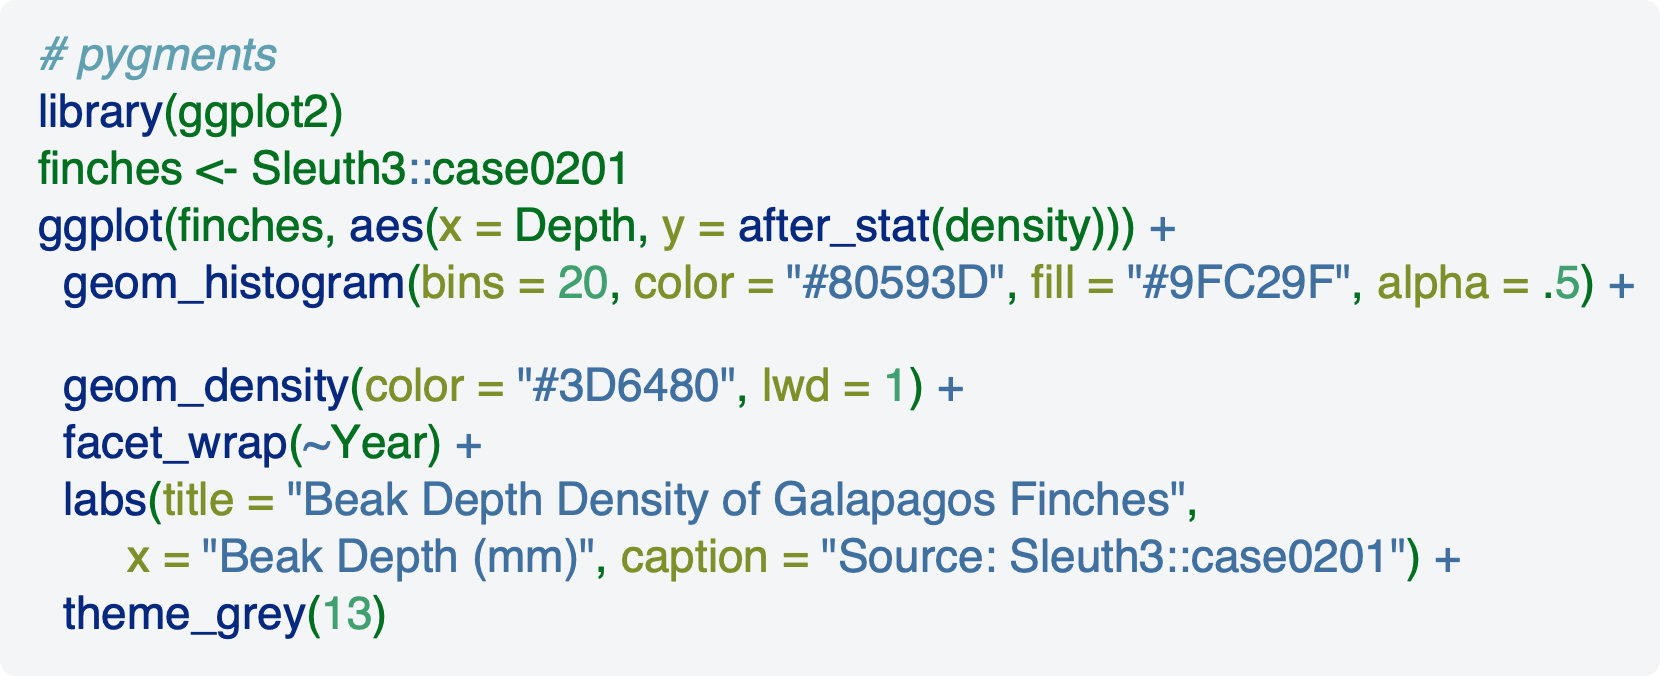 # pygments
library(ggplot2)
finches <- Sleuth3::case0201
ggplot(finches, aes(x = Depth, y = after_stat(density))) +
  geom_histogram(bins = 20, color = "#80593D", fill = "#9FC29F", alpha = .5) +
  geom_density(color = "#3D6480", lwd = 1) +
  facet_wrap(~Year) +
  labs(title = "Beak Depth Density of Galapagos Finches",
       x = "Beak Depth (mm)", caption = "Source: Sleuth3::case0201") +
  theme_grey(13)